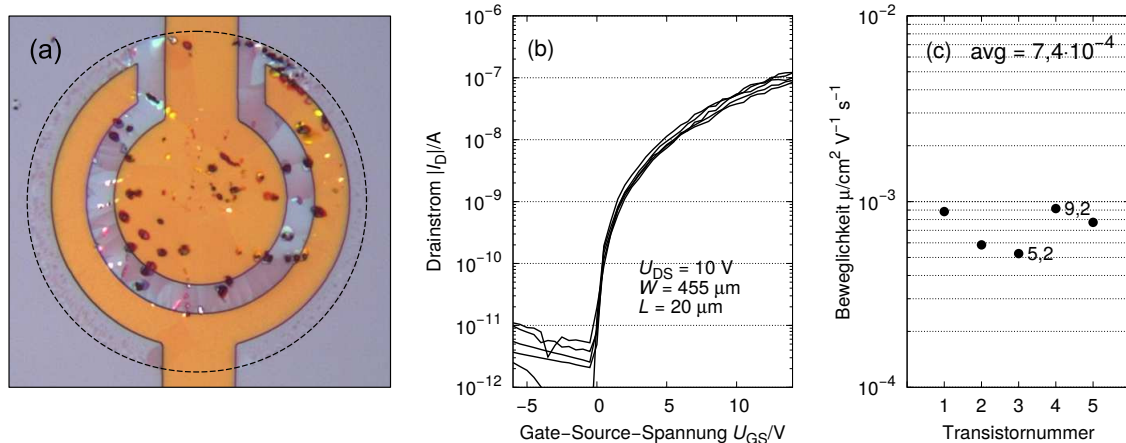 (a)
(b)
Drainstrom |I_D|/A
10⁻⁶
10⁻⁷
10⁻⁸
10⁻⁹
10⁻¹⁰
10⁻¹¹
10⁻¹²
U_DS = 10 V
W = 455 µm
L = 20 µm
−5 0 5 10
Gate−Source−Spannung U_GS/V
(c) avg = 7,4·10⁻⁴
Beweglichkeit µ/cm² V⁻¹ s⁻¹
10⁻²
10⁻³
10⁻⁴
9,2
5,2
1 2 3 4 5
Transistornummer